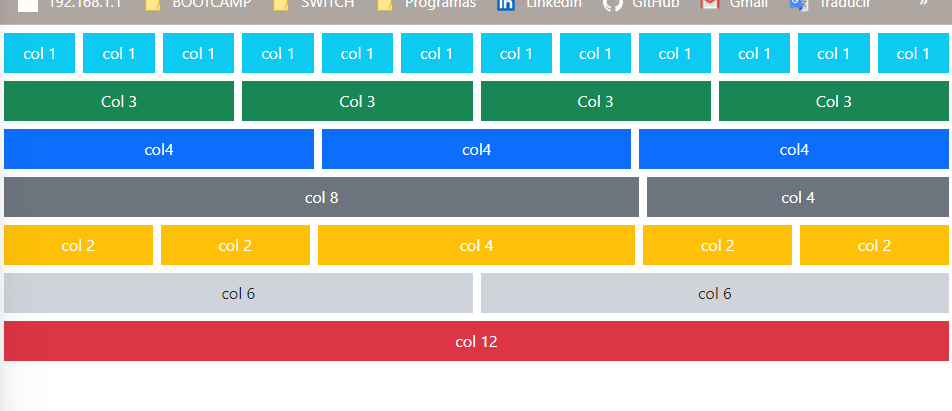 192.168.1.1 BOOTCAMP SWITCH Programas LinkedIn GitHub Gmail Traducir »
col 1 col 1 col 1 col 1 col 1 col 1 col 1 col 1 col 1 col 1 col 1 col 1
Col 3 Col 3 Col 3 Col 3
col4 col4 col4
col 8 col 4
col 2 col 2 col 4 col 2 col 2
col 6 col 6
col 12